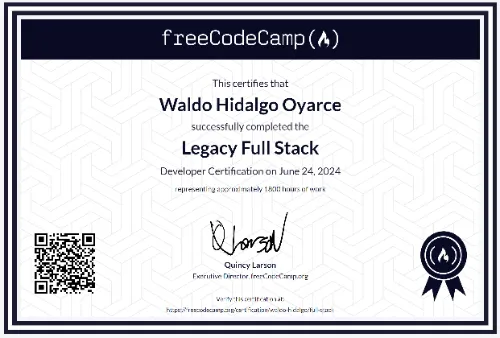 freeCodeCamp(🔥)
This certifies that
Waldo Hidalgo Oyarce
successfully completed the
Legacy Full Stack
Developer Certification on June 24, 2024
representing approximately 1800 hours of work
Quincy Larson
Executive Director, freeCodeCamp.org
Verify this certification at:
https://freecodecamp.org/certification/waldo-hidalgo/full-stack